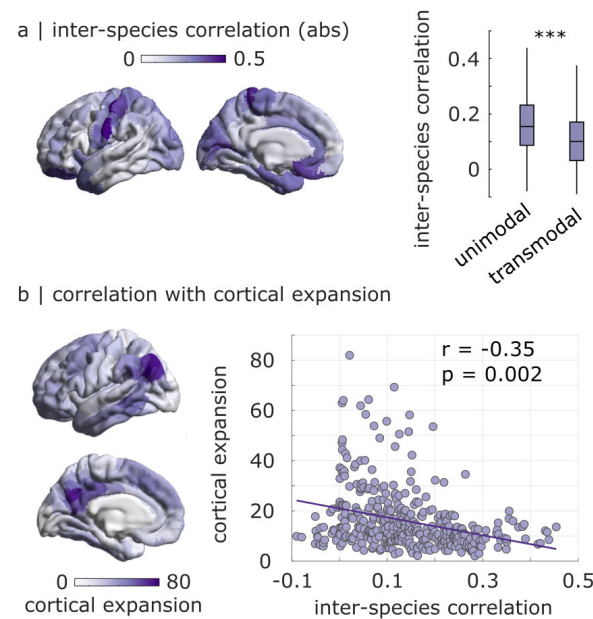 a | inter-species correlation (abs)
0 0.5
inter-species correlation
0.4
0.2
0
***
unimodal
transmodal
b | correlation with cortical expansion
0 80
cortical expansion
cortical expansion
80
60
40
20
0
r = -0.35
p = 0.002
-0.1 0.1 0.3 0.5
inter-species correlation